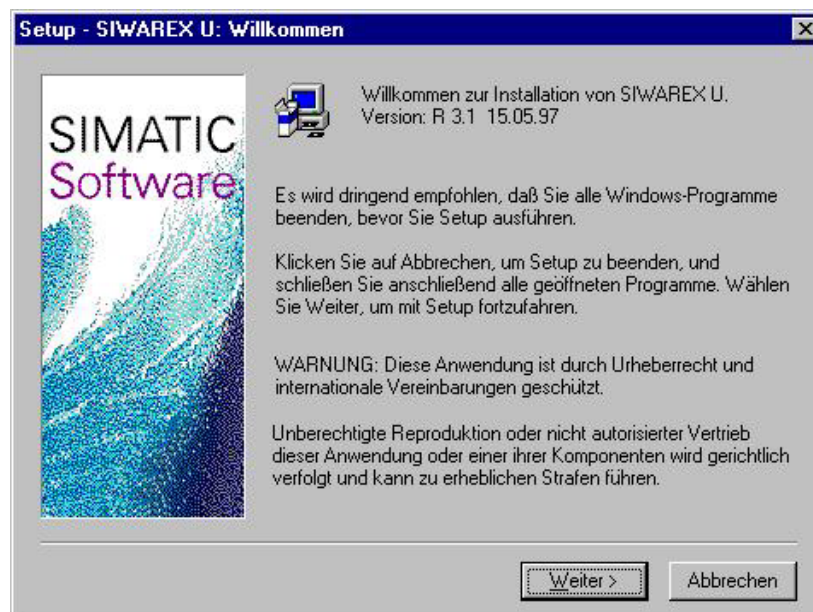 Setup - SIWAREX U: Willkommen
SIMATIC
Software
Willkommen zur Installation von SIWAREX U.
Version: R 3.1 15.05.97
Es wird dringend empfohlen, daß Sie alle Windows-Programme
beenden, bevor Sie Setup ausführen.
Klicken Sie auf Abbrechen, um Setup zu beenden, und
schließen Sie anschließend alle geöffneten Programme. Wählen
Sie Weiter, um mit Setup fortzufahren.
WARNUNG: Diese Anwendung ist durch Urheberrecht und
internationale Vereinbarungen geschützt.
Unberechtigte Reproduktion oder nicht autorisierter Vertrieb
dieser Anwendung oder einer ihrer Komponenten wird gerichtlich
verfolgt und kann zu erheblichen Strafen führen.
Weiter >
Abbrechen